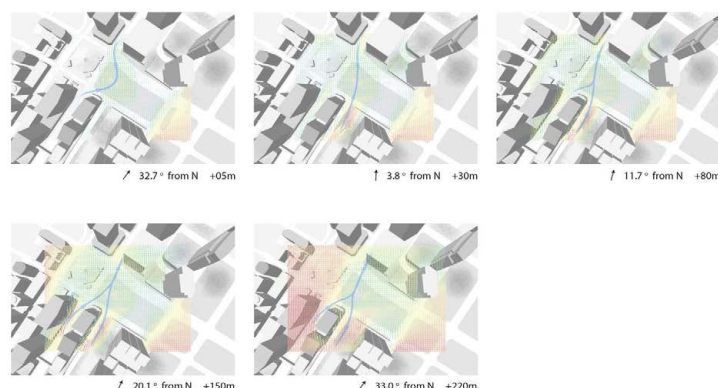 32.7° from N +05m
3.8° from N +30m
11.7° from N +80m
20.1° from N +150m
33.0° from N +220m